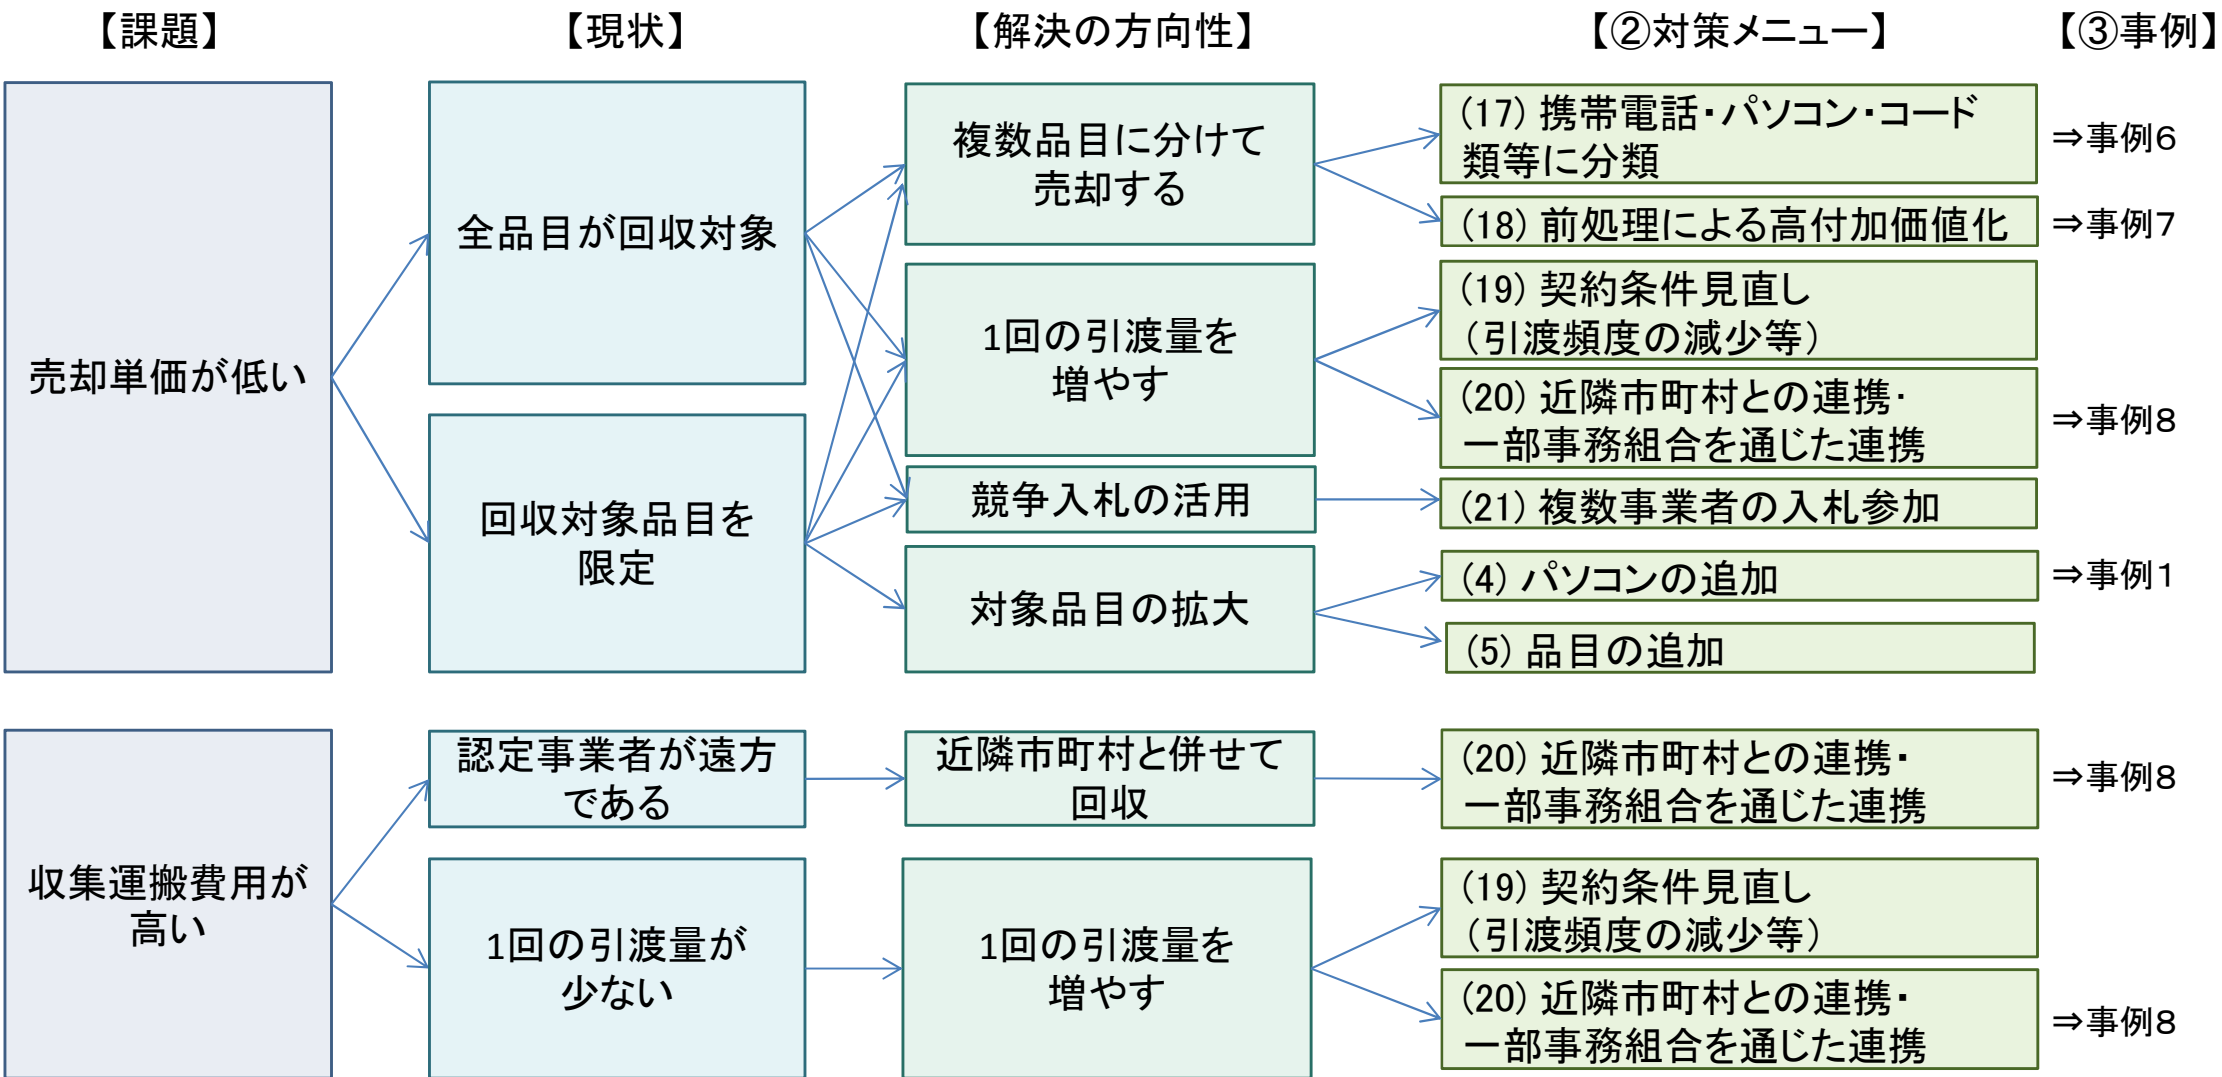 【課題】
【現状】
【解決の方向性】
【②対策メニュー】
【③事例】
売却単価が低い
全品目が回収対象
回収対象品目を
限定
複数品目に分けて
売却する
1回の引渡量を
増やす
競争入札の活用
対象品目の拡大
(17) 携帯電話・パソコン・コード
類等に分類
⇒事例6
(18) 前処理による高付加価値化
⇒事例7
(19) 契約条件見直し
（引渡頻度の減少等）
(20) 近隣市町村との連携・
一部事務組合を通じた連携
⇒事例8
(21) 複数事業者の入札参加
(4) パソコンの追加
⇒事例1
(5) 品目の追加
収集運搬費用が
高い
認定事業者が遠方
である
近隣市町村と併せて
回収
(20) 近隣市町村との連携・
一部事務組合を通じた連携
⇒事例8
1回の引渡量が
少ない
1回の引渡量を
増やす
(19) 契約条件見直し
（引渡頻度の減少等）
(20) 近隣市町村との連携・
一部事務組合を通じた連携
⇒事例8